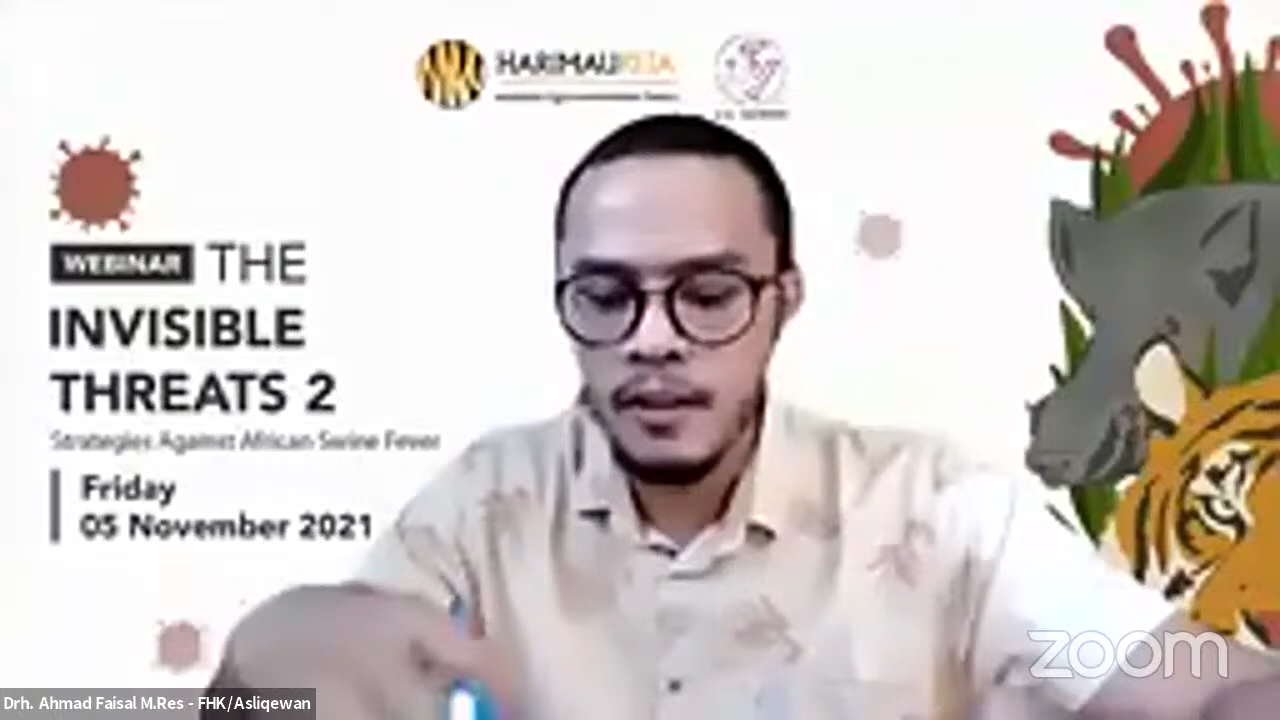 HARIMAUKITA
WEBINAR THE
INVISIBLE
THREATS 2
Strategies Against African Swine Fever
Friday
05 November 2021
zoom
Drh. Ahmad Faisal M.Res - FHK/Asliqewan